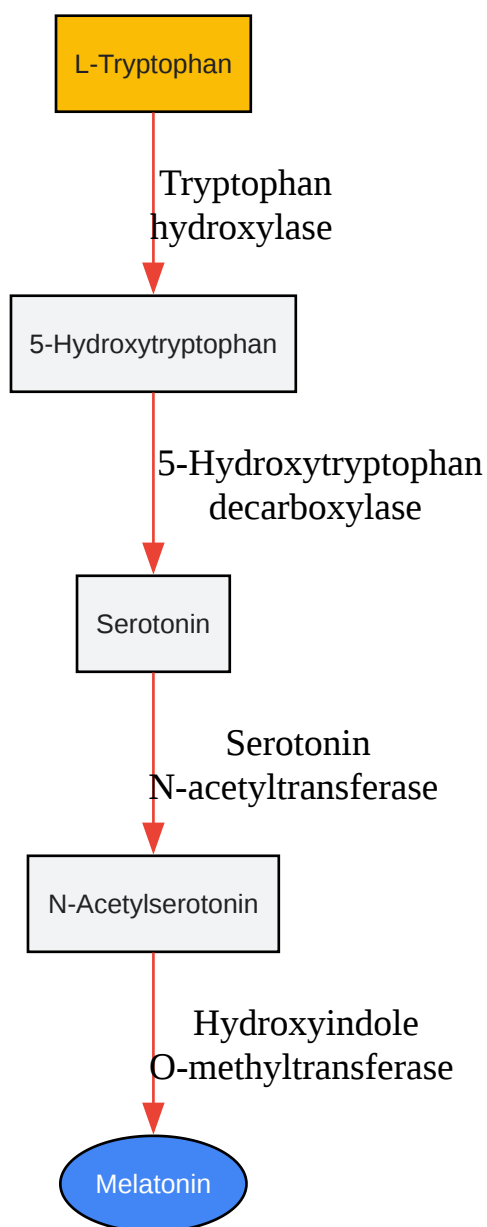 L-Tryptophan
Tryptophan
hydroxylase
5-Hydroxytryptophan
5-Hydroxytryptophan
decarboxylase
Serotonin
Serotonin
N-acetyltransferase
N-Acetylserotonin
Hydroxyindole
O-methyltransferase
Melatonin